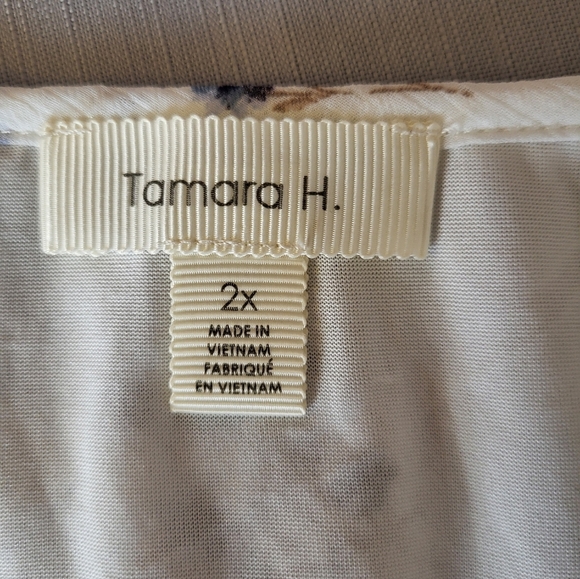 Tamara H.
2x
MADE IN
VIETNAM
FABRIQUÉ
EN VIETNAM